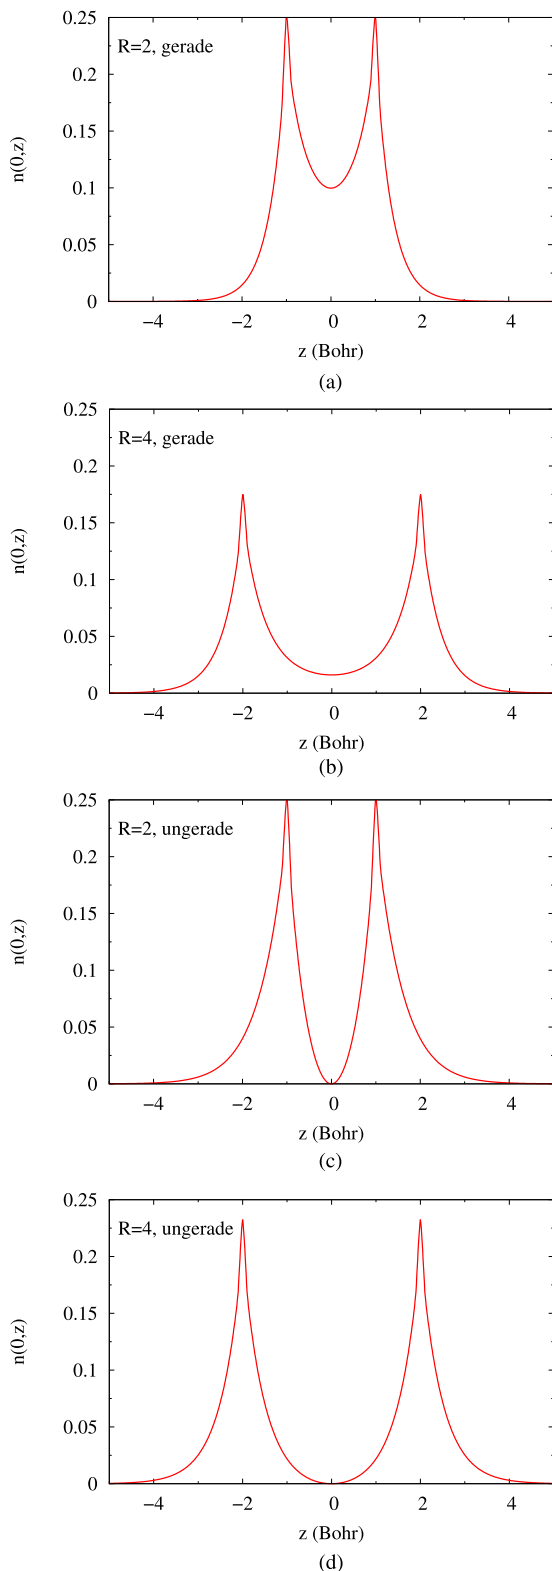 0.25
R=2, gerade
0.2
0.15
n(0,z)
0.1
0.05
0
−4 −2 0 2 4
z (Bohr)
(a)
0.25
R=4, gerade
0.2
0.15
n(0,z)
0.1
0.05
0
−4 −2 0 2 4
z (Bohr)
(b)
0.25
R=2, ungerade
0.2
0.15
n(0,z)
0.1
0.05
0
−4 −2 0 2 4
z (Bohr)
(c)
0.25
R=4, ungerade
0.2
0.15
n(0,z)
0.1
0.05
0
−4 −2 0 2 4
z (Bohr)
(d)